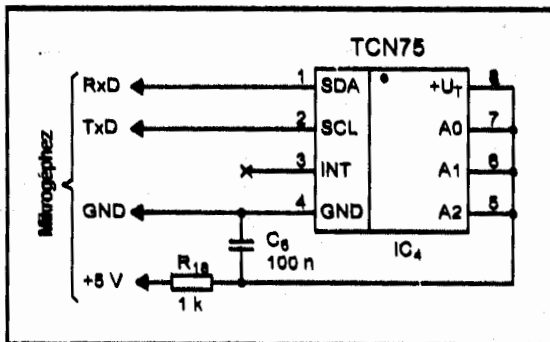 TCN75
RxD 1 SDA +U_T 8
TxD 2 SCL A0 7
3 INT A1 6
GND 4 GND A2 5
C₆ IC₄
100 n
+5 V R₁₈
1 k
Mikrogéphez